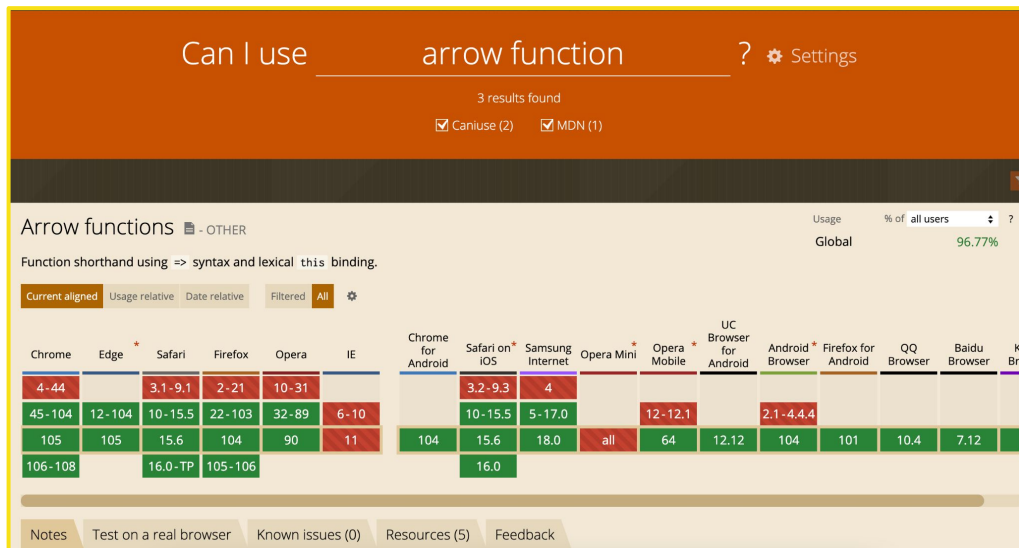 Can I use arrow function ? Settings
3 results found
Caniuse (2) MDN (1)
Arrow functions - OTHER
Usage % of all users ?
Global 96.77%
Function shorthand using => syntax and lexical this binding.
Current aligned Usage relative Date relative Filtered All
Chrome Edge * Safari Firefox Opera IE Chrome for Android Safari on iOS * Samsung Internet Opera Mini * Opera Mobile * UC Browser for Android Android Browser * Firefox for Android QQ Browser Baidu Browser
4-44 3.1-9.1 2-21 10-31 3.2-9.3 4
45-104 12-104 10-15.5 22-103 32-89 6-10 10-15.5 5-17.0 12-12.1 2.1-4.4.4
105 105 15.6 104 90 11 104 15.6 18.0 all 64 12.12 104 101 10.4 7.12
106-108 16.0-TP 105-106 16.0
Notes Test on a real browser Known issues (0) Resources (5) Feedback